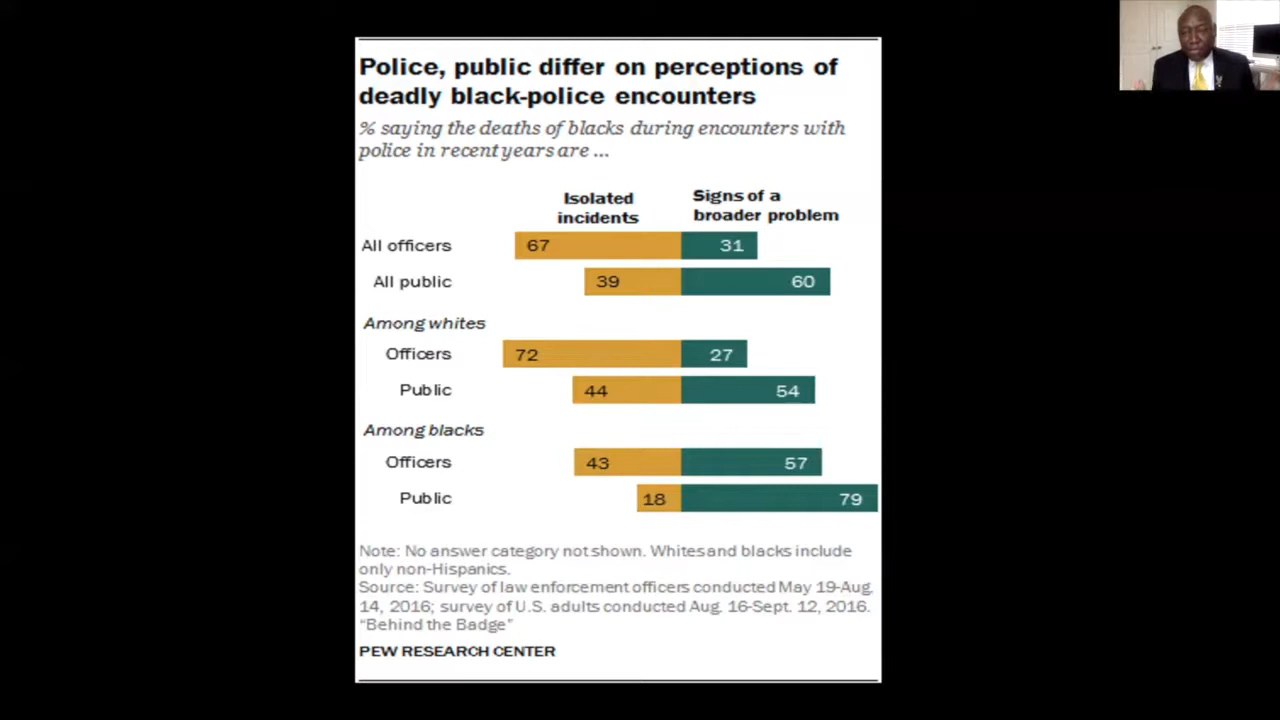 Police, public differ on perceptions of
deadly black-police encounters
% saying the deaths of blacks during encounters with
police in recent years are ...
Isolated
incidents
Signs of a
broader problem
All officers 67 31
All public 39 60
Among whites
Officers 72 27
Public 44 54
Among blacks
Officers 43 57
Public 18 79
Note: No answer category not shown. Whites and blacks include
only non-Hispanics.
Source: Survey of law enforcement officers conducted May 19-Aug.
14, 2016; survey of U.S. adults conducted Aug. 16-Sept. 12, 2016.
“Behind the Badge”
PEW RESEARCH CENTER